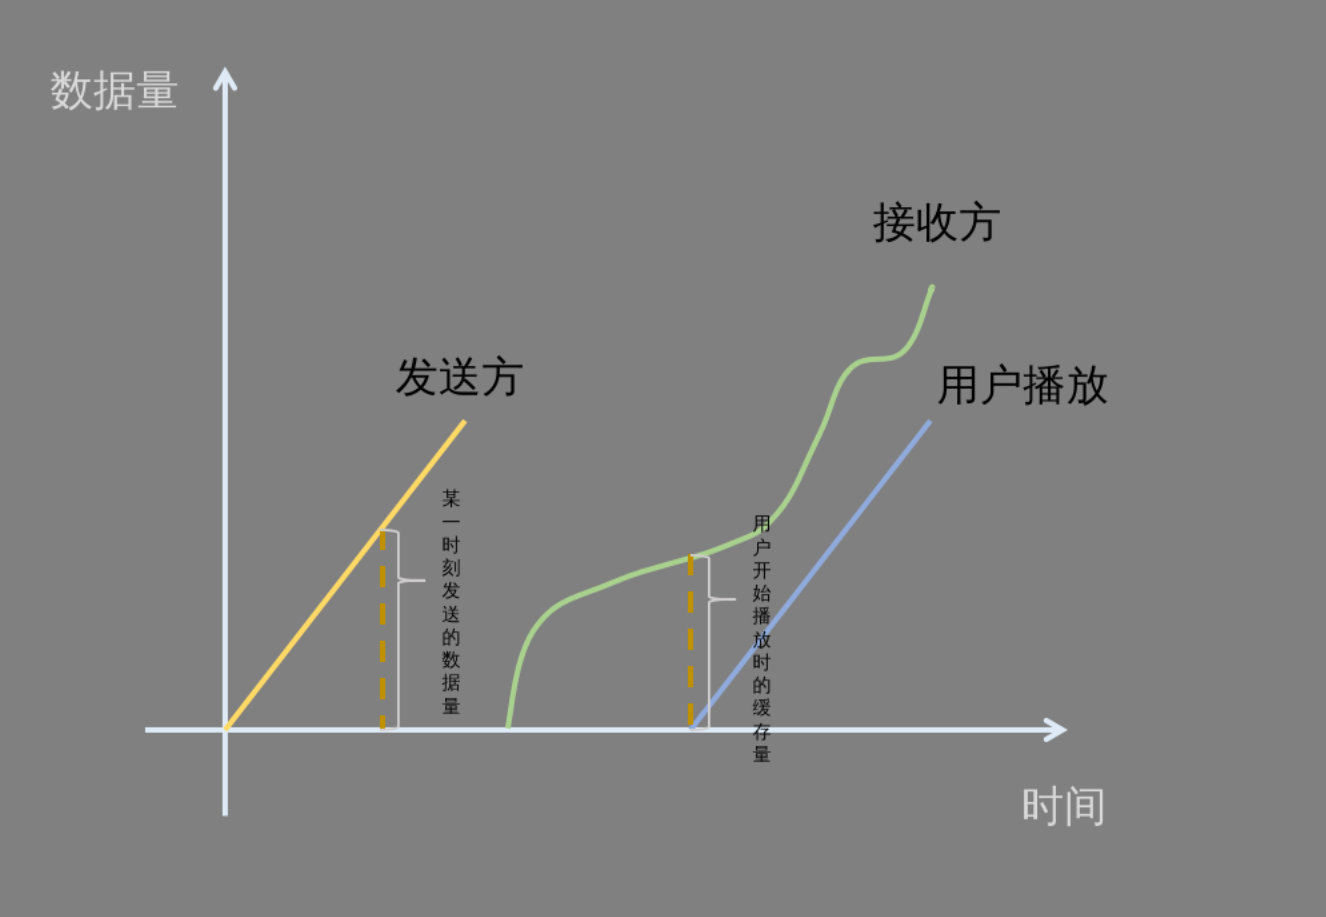 数据量
接收方
发送方
用户播放
某一时刻发送的数据量
用户开始播放时的缓存量
时间